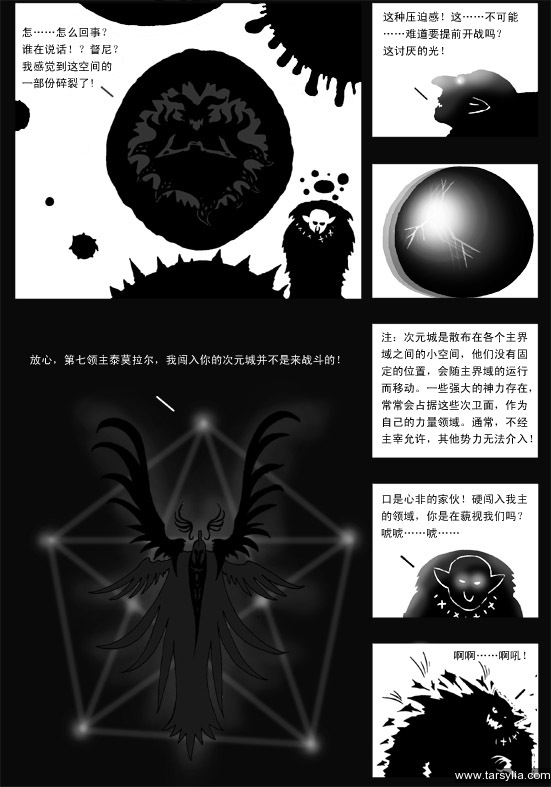 怎……怎么回事？
谁在说话！？督尼？
我感觉到这空间的
一部份碎裂了！
这种压迫感！这……不可能
……难道要提前开战吗？
这讨厌的光！
放心，第七领主泰莫拉尔，我闯入你的次元城并不是来战斗的！
注：次元城是散布在各个主界
域之间的小空间，他们没有固
定的位置，会随主界域的运行
而移动。一些强大的神力存在，
常常会占据这些次卫面，作为
自己的力量领域。通常，不经
主宰允许，其他势力无法介入！
口是心非的家伙！硬闯入我主
的领域，你是在藐视我们吗？
唬唬……唬……
啊啊……啊吼！
www.tarsylia.com